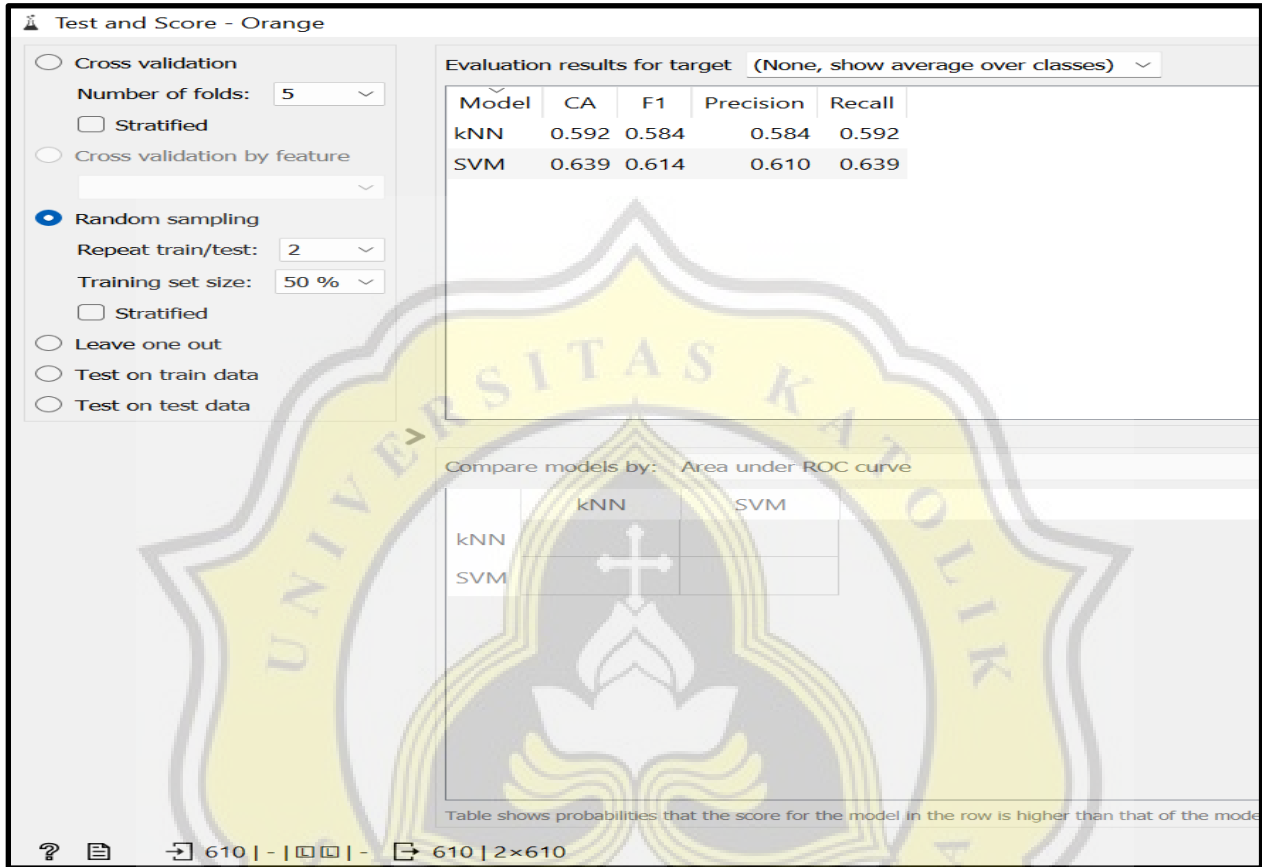 Test and Score - Orange
Cross validation
Number of folds: 5
Stratified
Cross validation by feature
Random sampling
Repeat train/test: 2
Training set size: 50 %
Stratified
Leave one out
Test on train data
Test on test data
Evaluation results for target (None, show average over classes)
Model CA F1 Precision Recall
kNN 0.592 0.584 0.584 0.592
SVM 0.639 0.614 0.610 0.639
>
Compare models by: Area under ROC curve
kNN SVM
kNN
SVM
Table shows probabilities that the score for the model in the row is higher than that of the mode
? 610 | - | | - 610 | 2×610
UNIVERSITAS KATOLIK